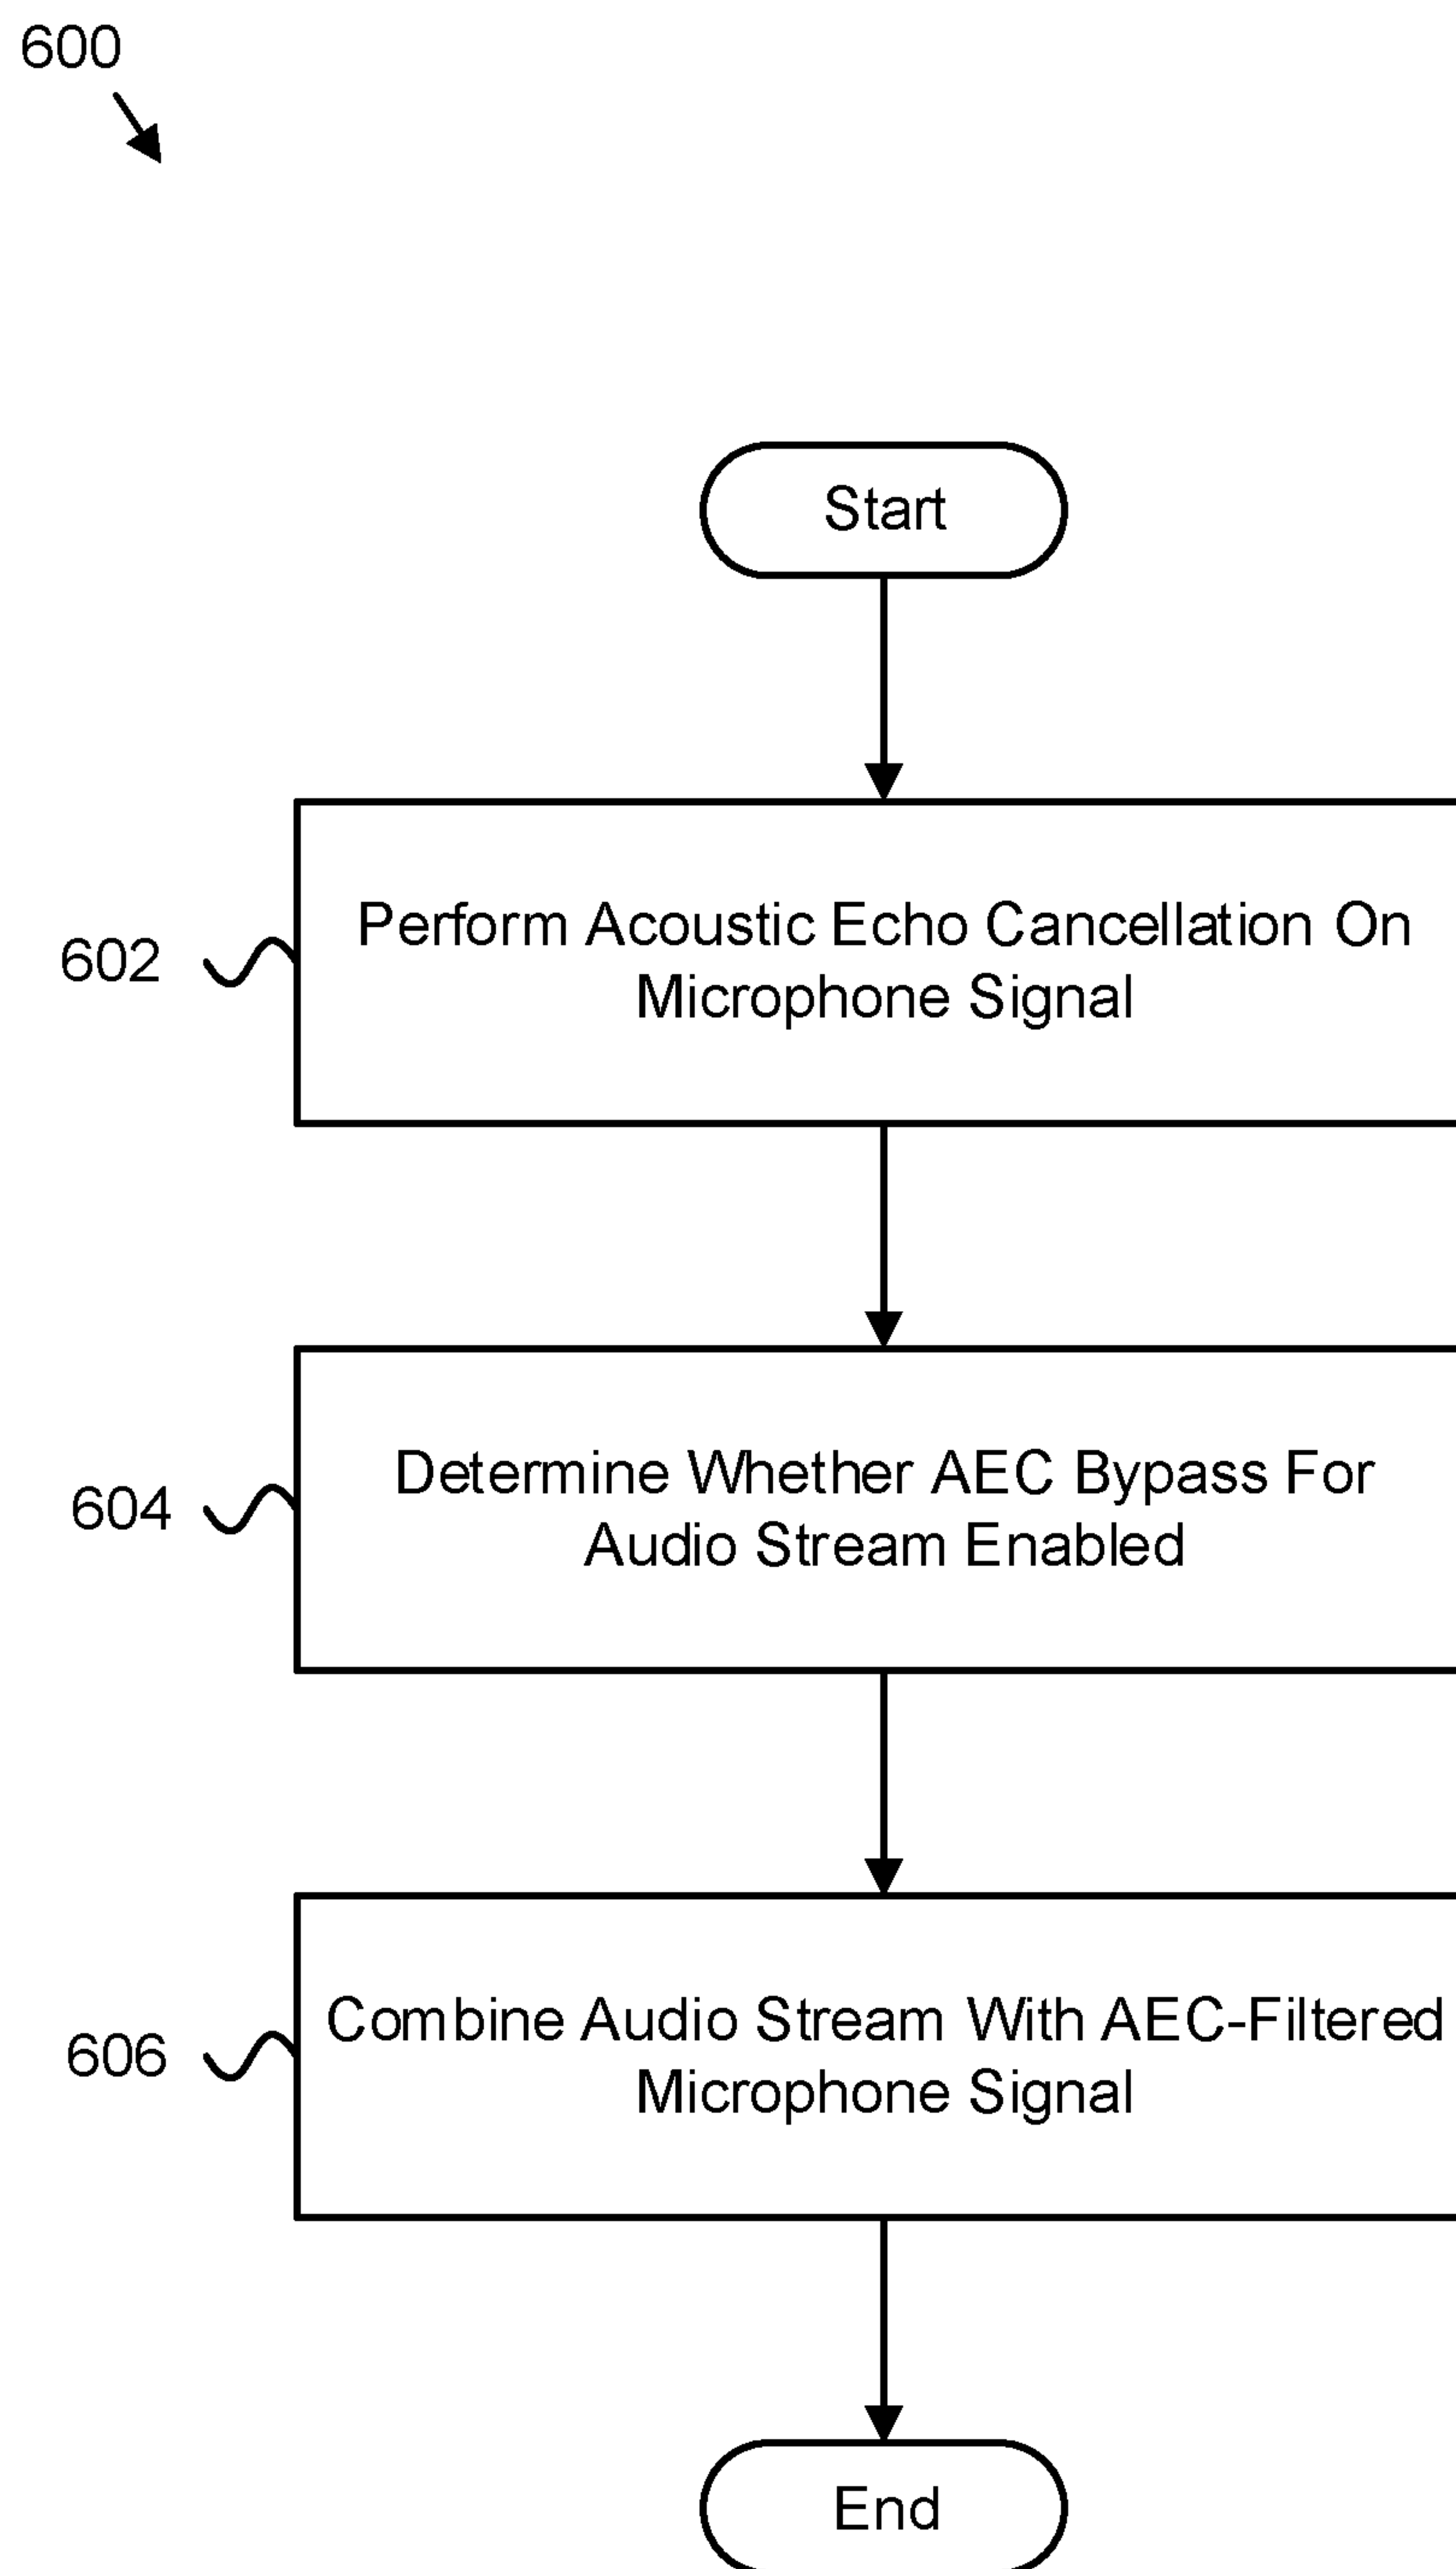 600
Start
602
Perform Acoustic Echo Cancellation On
Microphone Signal
604
Determine Whether AEC Bypass For
Audio Stream Enabled
606
Combine Audio Stream With AEC-Filtered
Microphone Signal
End